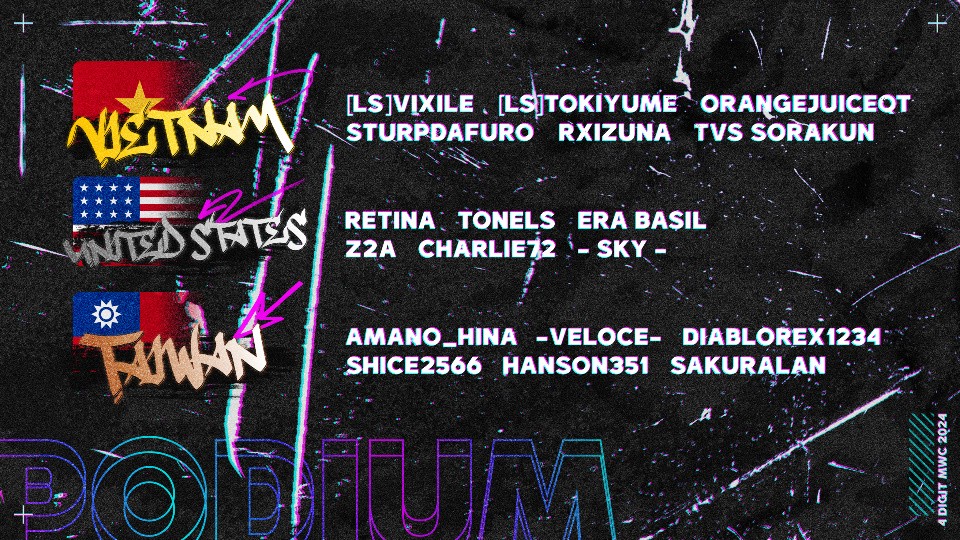 VIETNAM
[LS]VIXILE [LS]TOKIYUME ORANGEJUICEQT
STURPDAFURO RXIZUNA TVS SORAKUN
UNITED STATES
RETINA TONELS ERA BASIL
Z2A CHARLIE72 - SKY -
TAIWAN
AMANO_HINA -VELOCE- DIABLOREX1234
SHICE2566 HANSON351 SAKURALAN
PODIUM
4 DIGIT MWC 2024